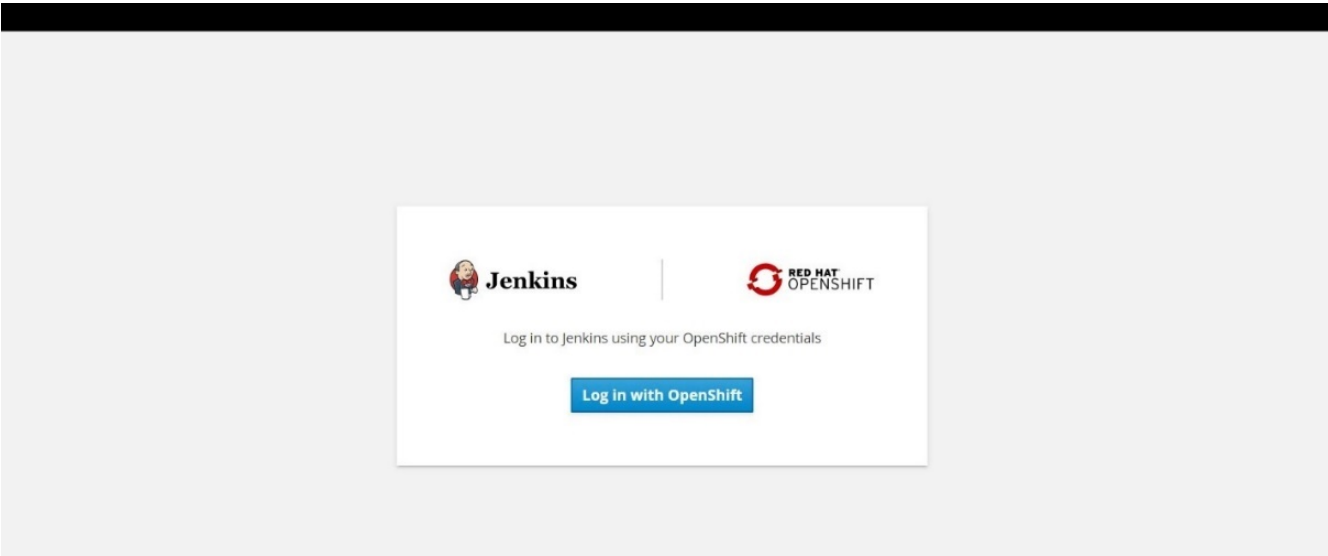 Jenkins
RED HAT
OPENSHIFT
Log in to Jenkins using your OpenShift credentials
Log in with OpenShift